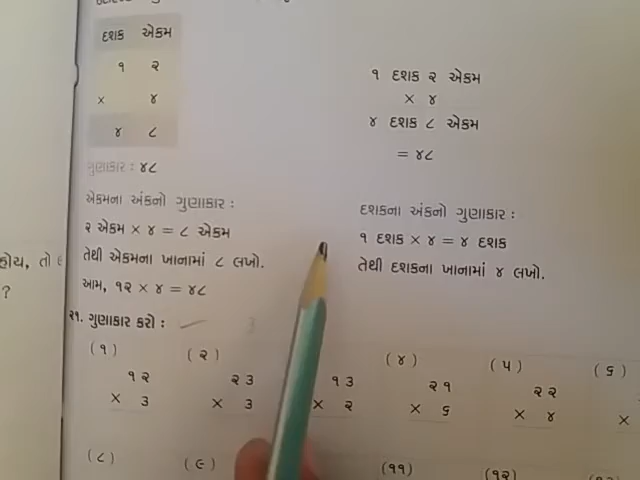 દશક એકમ
૧ ૨
× ૪
૪ ૮
ગુણાકાર : ૪૮
૧ દશક ૨ એકમ
× ૪
૪ દશક ૮ એકમ
= ૪૮
એકમના અંકનો ગુણાકાર :
૨ એકમ × ૪ = ૮ એકમ
તેથી એકમના ખાનામાં ૮ લખો.
આમ, ૧૨ × ૪ = ૪૮
દશકના અંકનો ગુણાકાર :
૧ દશક × ૪ = ૪ દશક
તેથી દશકના ખાનામાં ૪ લખો.
હોય, તો
?
૨૧. ગુણાકાર કરો :
(૧) (૨) (૪) (૫) (૬)
૧૨ ૨૩ ૧૩ ૨૧ ૨૨
× ૩ × ૩ × ૨ × ૬ × ૪ ×
(૮) (૯) (૧૧) (૧૨)